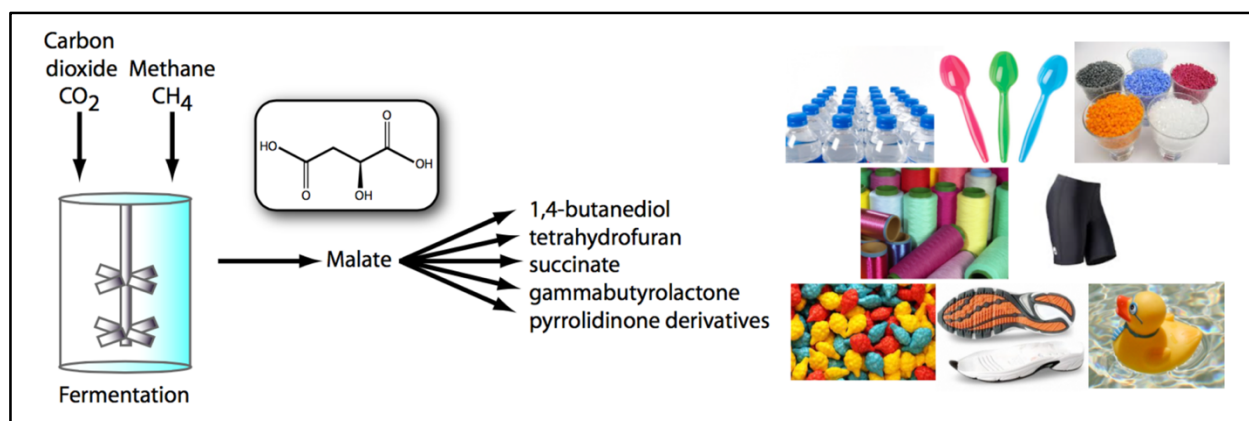 Carbon
dioxide
CO2
Methane
CH4
HO
O
O
OH
OH
Malate
1,4-butanediol
tetrahydrofuran
succinate
gammabutyrolactone
pyrrolidinone derivatives
Fermentation